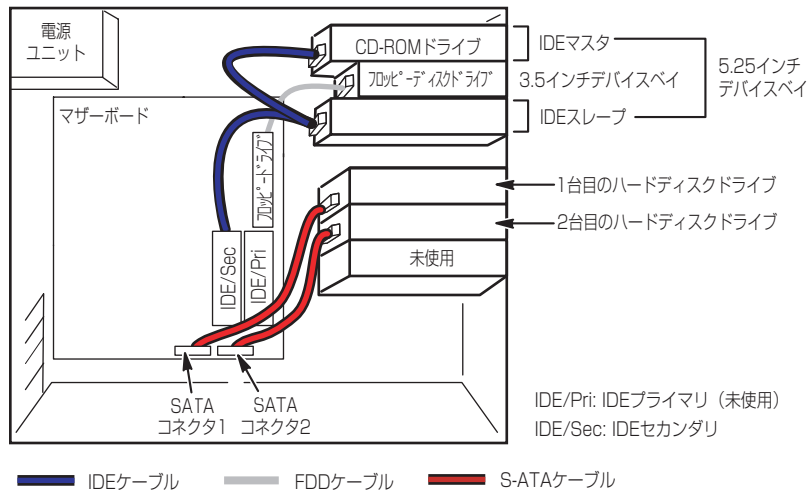 電源
ユニット
CD-ROMドライブ
IDEマスタ
フロッピーディスクドライブ
3.5インチデバイスベイ
5.25インチ
デバイスベイ
マザーボード
IDEスレーブ
フロッピードライブ
1台目のハードディスクドライブ
2台目のハードディスクドライブ
未使用
IDE/Sec
IDE/Pri
SATA
コネクタ1
SATA
コネクタ2
IDE/Pri: IDEプライマリ（未使用）
IDE/Sec: IDEセカンダリ
IDEケーブル
FDDケーブル
S-ATAケーブル